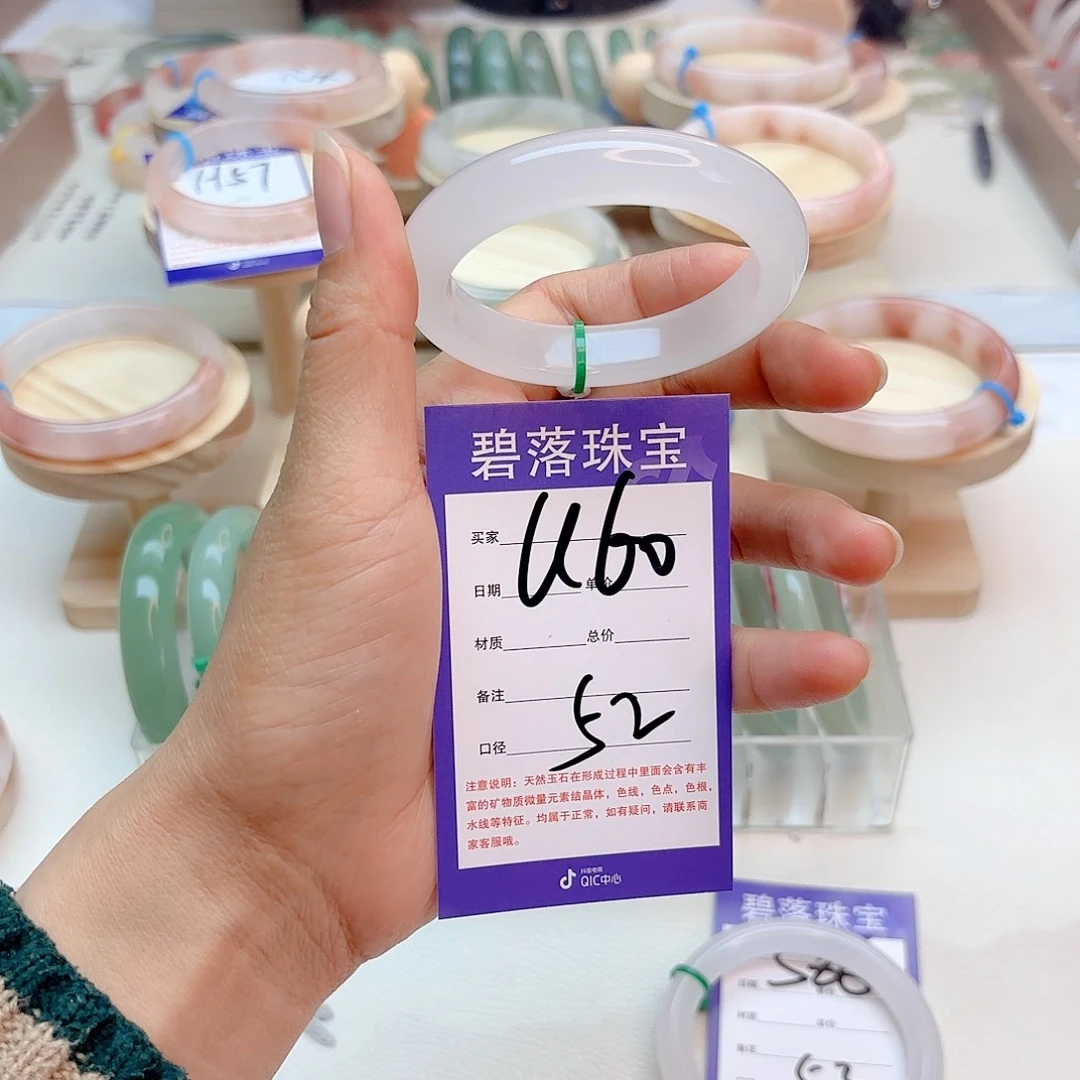 碧落珠宝
买家
U60
日期 单价
材质 总价
备注
52
口径
注意说明：天然玉石在形成过程中里面会含有丰
富的矿物质微量元素结晶体，色线，色点，色根，
水线等特征。均属于正常，如有疑问，请联系商
家客服哦。
抖音电商
QIC中心
碧落珠宝